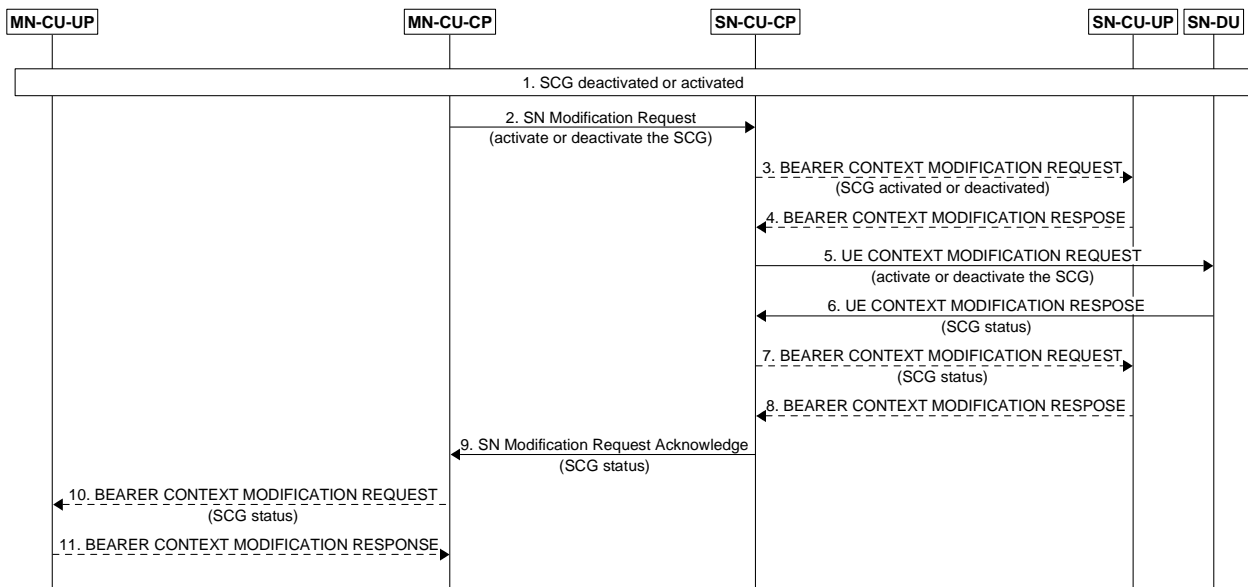 MN-CU-UP
MN-CU-CP
SN-CU-CP
SN-CU-UP
SN-DU
1. SCG deactivated or activated
2. SN Modification Request
(activate or deactivate the SCG)
3. BEARER CONTEXT MODIFICATION REQUEST
(SCG activated or deactivated)
4. BEARER CONTEXT MODIFICATION RESPOSE
5. UE CONTEXT MODIFICATION REQUEST
(activate or deactivate the SCG)
6. UE CONTEXT MODIFICATION RESPOSE
(SCG status)
7. BEARER CONTEXT MODIFICATION REQUEST
(SCG status)
8. BEARER CONTEXT MODIFICATION RESPOSE
9. SN Modification Request Acknowledge
(SCG status)
10. BEARER CONTEXT MODIFICATION REQUEST
(SCG status)
11. BEARER CONTEXT MODIFICATION RESPONSE